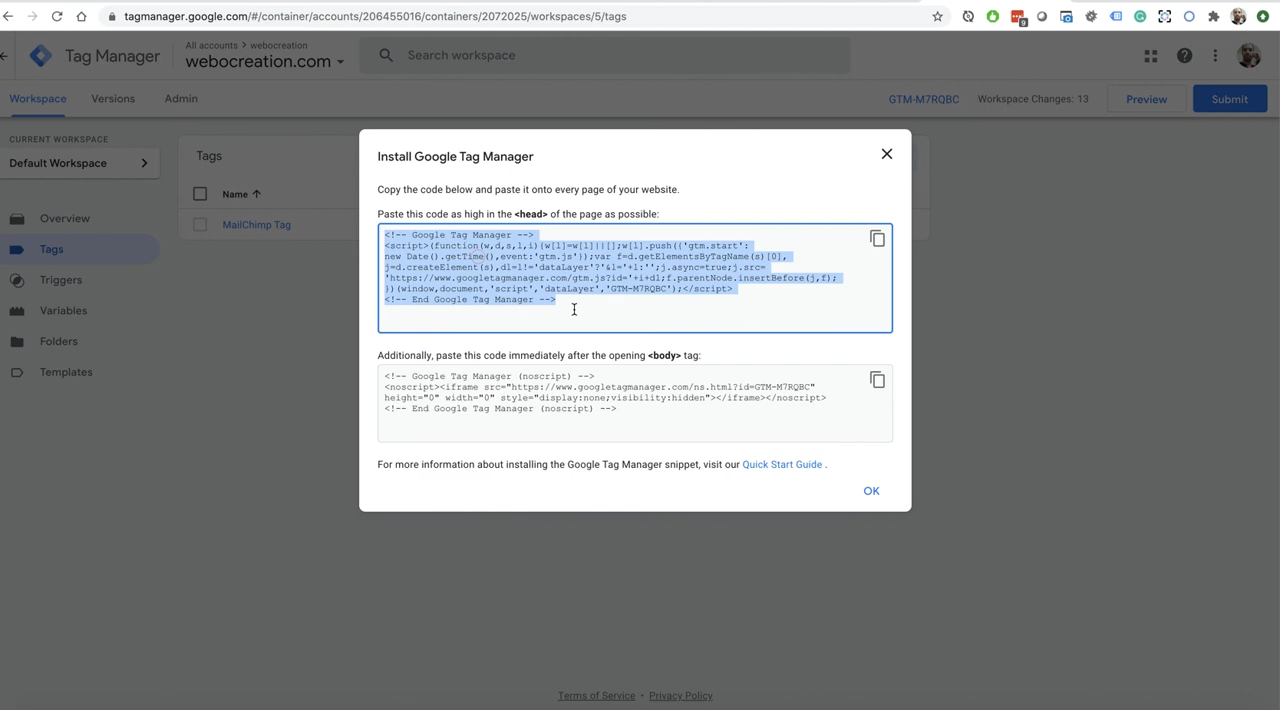 tagmanager.google.com/#/container/accounts/206455016/containers/2072025/workspaces/5/tags
9
Tag Manager
All accounts > webocreation
webocreation.com
Search workspace
Workspace
Versions
Admin
GTM-M7RQBC
Workspace Changes: 13
Preview
Submit
CURRENT WORKSPACE
Default Workspace
Overview
Tags
Triggers
Variables
Folders
Templates
Tags
Name
MailChimp Tag
Install Google Tag Manager
Copy the code below and paste it onto every page of your website.
Paste this code as high in the <head> of the page as possible:
<!-- Google Tag Manager -->
<script>(function(w,d,s,l,i){w[l]=w[l]||[];w[l].push({'gtm.start':
new Date().getTime(),event:'gtm.js'});var f=d.getElementsByTagName(s)[0],
j=d.createElement(s),dl=l!='dataLayer'?'&l='+l:'';j.async=true;j.src=
'https://www.googletagmanager.com/gtm.js?id='+i+dl;f.parentNode.insertBefore(j,f);
})(window,document,'script','dataLayer','GTM-M7RQBC');</script>
<!-- End Google Tag Manager -->
Additionally, paste this code immediately after the opening <body> tag:
<!-- Google Tag Manager (noscript) -->
<noscript><iframe src="https://www.googletagmanager.com/ns.html?id=GTM-M7RQBC"
height="0" width="0" style="display:none;visibility:hidden"></iframe></noscript>
<!-- End Google Tag Manager (noscript) -->
For more information about installing the Google Tag Manager snippet, visit our Quick Start Guide .
OK
Terms of Service · Privacy Policy